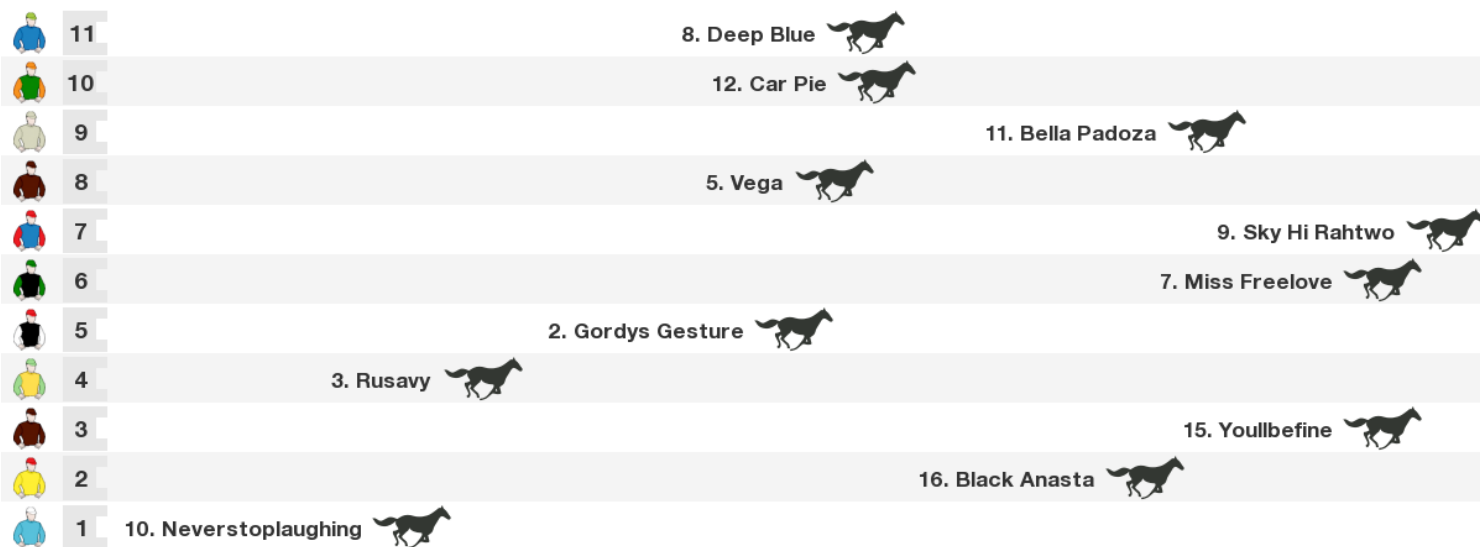 11 8. Deep Blue
10 12. Car Pie
9 11. Bella Padoza
8 5. Vega
7 9. Sky Hi Rahtwo
6 7. Miss Freelove
5 2. Gordys Gesture
4 3. Rusavy
3 15. Youllbefine
2 16. Black Anasta
1 10. Neverstoplaughing